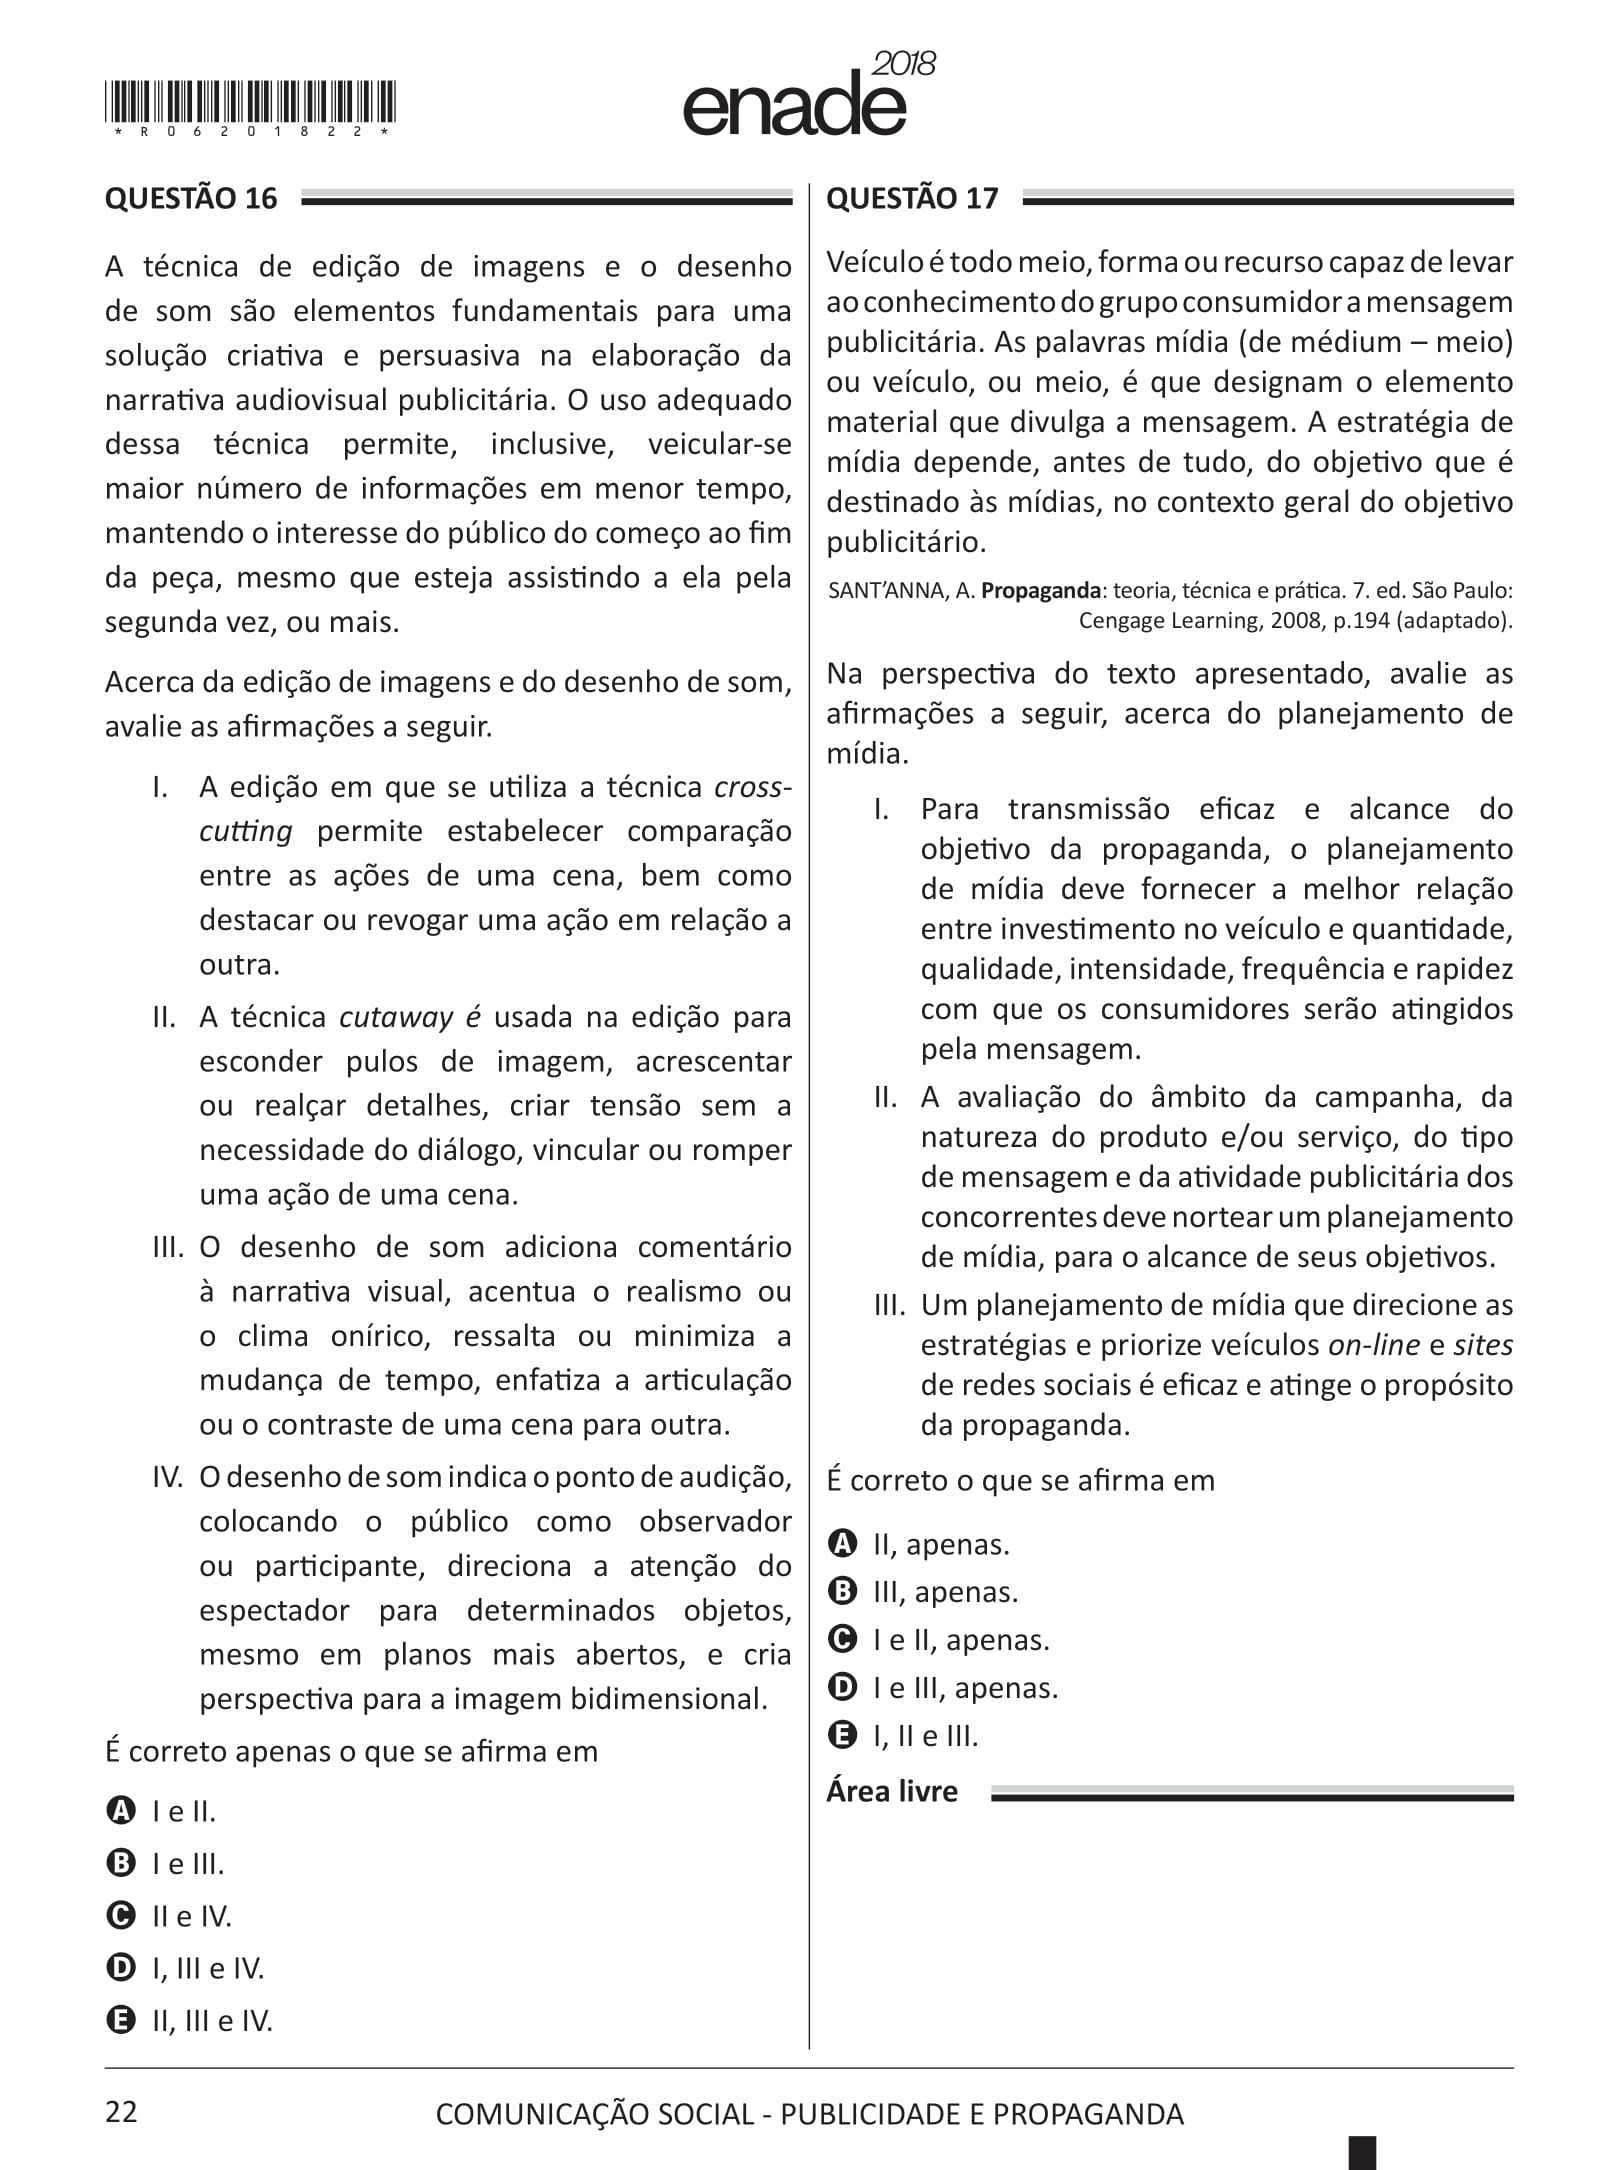 enade 2018
*R06201822*
QUESTÃO 16
A técnica de edição de imagens e o desenho
de som são elementos fundamentais para uma
solução criativa e persuasiva na elaboração da
narrativa audiovisual publicitária. O uso adequado
dessa técnica permite, inclusive, veicular-se
maior número de informações em menor tempo,
mantendo o interesse do público do começo ao fim
da peça, mesmo que esteja assistindo a ela pela
segunda vez, ou mais.
Acerca da edição de imagens e do desenho de som,
avalie as afirmações a seguir.
I. A edição em que se utiliza a técnica cross-
cutting permite estabelecer comparação
entre as ações de uma cena, bem como
destacar ou revogar uma ação em relação a
outra.
II. A técnica cutaway é usada na edição para
esconder pulos de imagem, acrescentar
ou realçar detalhes, criar tensão sem a
necessidade do diálogo, vincular ou romper
uma ação de uma cena.
III. O desenho de som adiciona comentário
à narrativa visual, acentua o realismo ou
o clima onírico, ressalta ou minimiza a
mudança de tempo, enfatiza a articulação
ou o contraste de uma cena para outra.
IV. O desenho de som indica o ponto de audição,
colocando o público como observador
ou participante, direciona a atenção do
espectador para determinados objetos,
mesmo em planos mais abertos, e cria
perspectiva para a imagem bidimensional.
É correto apenas o que se afirma em
A I e II.
B I e III.
C II e IV.
D I, III e IV.
E II, III e IV.
QUESTÃO 17
Veículo é todo meio, forma ou recurso capaz de levar
ao conhecimento do grupo consumidor a mensagem
publicitária. As palavras mídia (de médium – meio)
ou veículo, ou meio, é que designam o elemento
material que divulga a mensagem. A estratégia de
mídia depende, antes de tudo, do objetivo que é
destinado às mídias, no contexto geral do objetivo
publicitário.
SANT’ANNA, A. Propaganda: teoria, técnica e prática. 7. ed. São Paulo:
Cengage Learning, 2008, p.194 (adaptado).
Na perspectiva do texto apresentado, avalie as
afirmações a seguir, acerca do planejamento de
mídia.
I. Para transmissão eficaz e alcance do
objetivo da propaganda, o planejamento
de mídia deve fornecer a melhor relação
entre investimento no veículo e quantidade,
qualidade, intensidade, frequência e rapidez
com que os consumidores serão atingidos
pela mensagem.
II. A avaliação do âmbito da campanha, da
natureza do produto e/ou serviço, do tipo
de mensagem e da atividade publicitária dos
concorrentes deve nortear um planejamento
de mídia, para o alcance de seus objetivos.
III. Um planejamento de mídia que direcione as
estratégias e priorize veículos on-line e sites
de redes sociais é eficaz e atinge o propósito
da propaganda.
É correto o que se afirma em
A II, apenas.
B III, apenas.
C I e II, apenas.
D I e III, apenas.
E I, II e III.
Área livre
22
COMUNICAÇÃO SOCIAL - PUBLICIDADE E PROPAGANDA